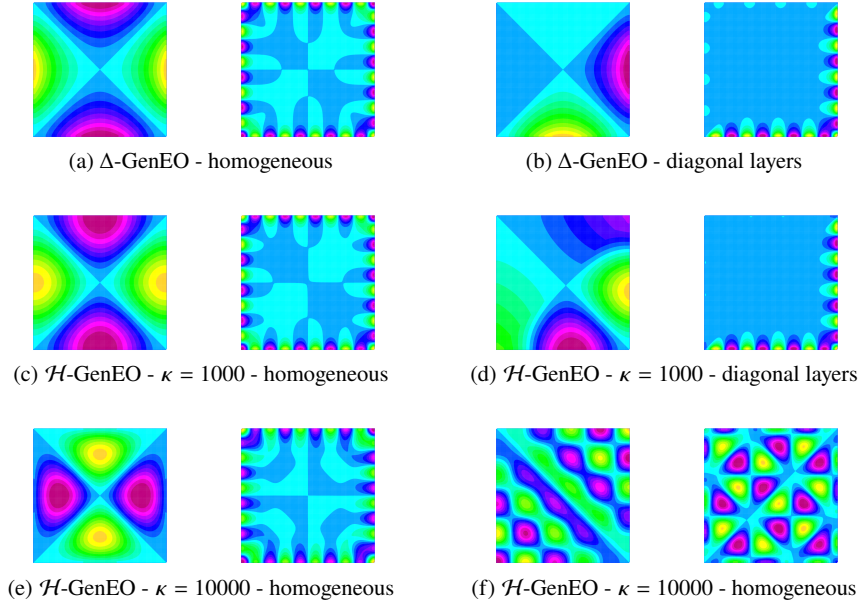 (a) Δ-GenEO - homogeneous
(b) Δ-GenEO - diagonal layers
(c) ℋ-GenEO - κ = 1000 - homogeneous
(d) ℋ-GenEO - κ = 1000 - diagonal layers
(e) ℋ-GenEO - κ = 10000 - homogeneous
(f) ℋ-GenEO - κ = 10000 - homogeneous